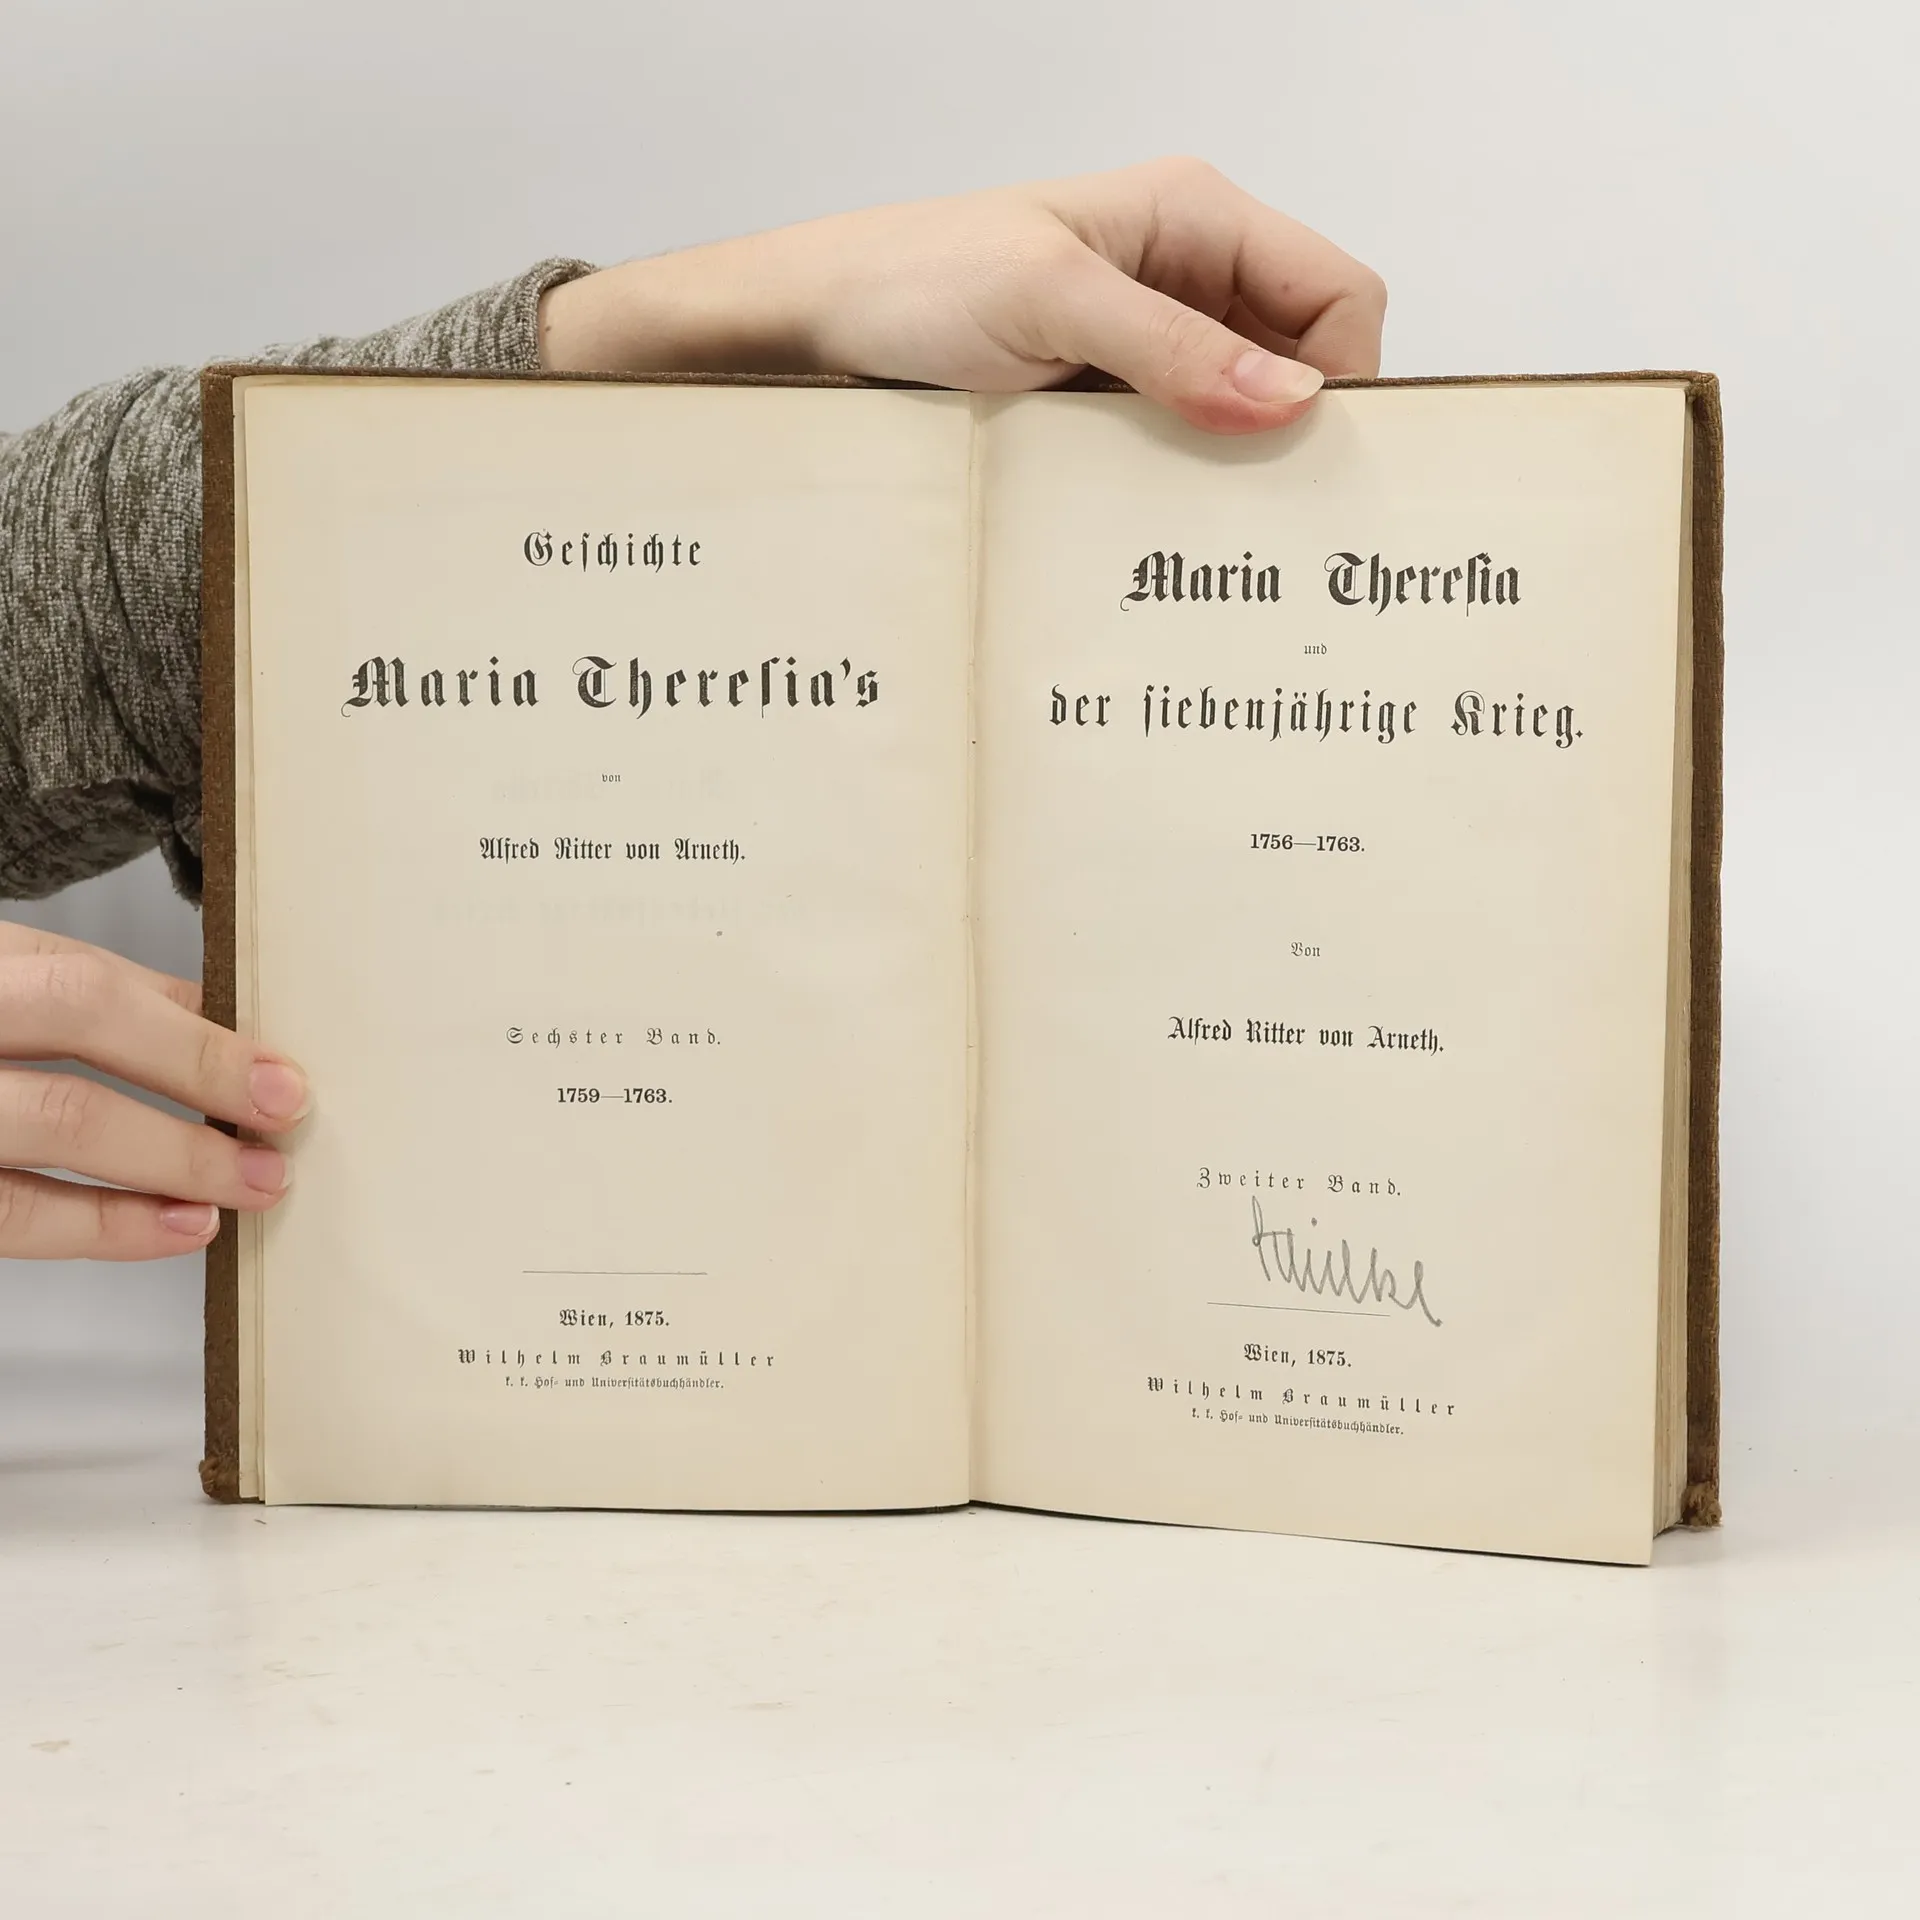 Geschichte
Maria Theresia's
von
Alfred Ritter von Arneth.
Sechster Band.
1759—1763.
Wien, 1875.
Wilhelm Braumüller
k. k. Hof- und Universitätsbuchhändler.
Maria Theresia
und
der siebenjährige Krieg.
1756—1763.
Von
Alfred Ritter von Arneth.
Zweiter Band.
Wien, 1875.
Wilhelm Braumüller
k. k. Hof- und Universitätsbuchhändler.